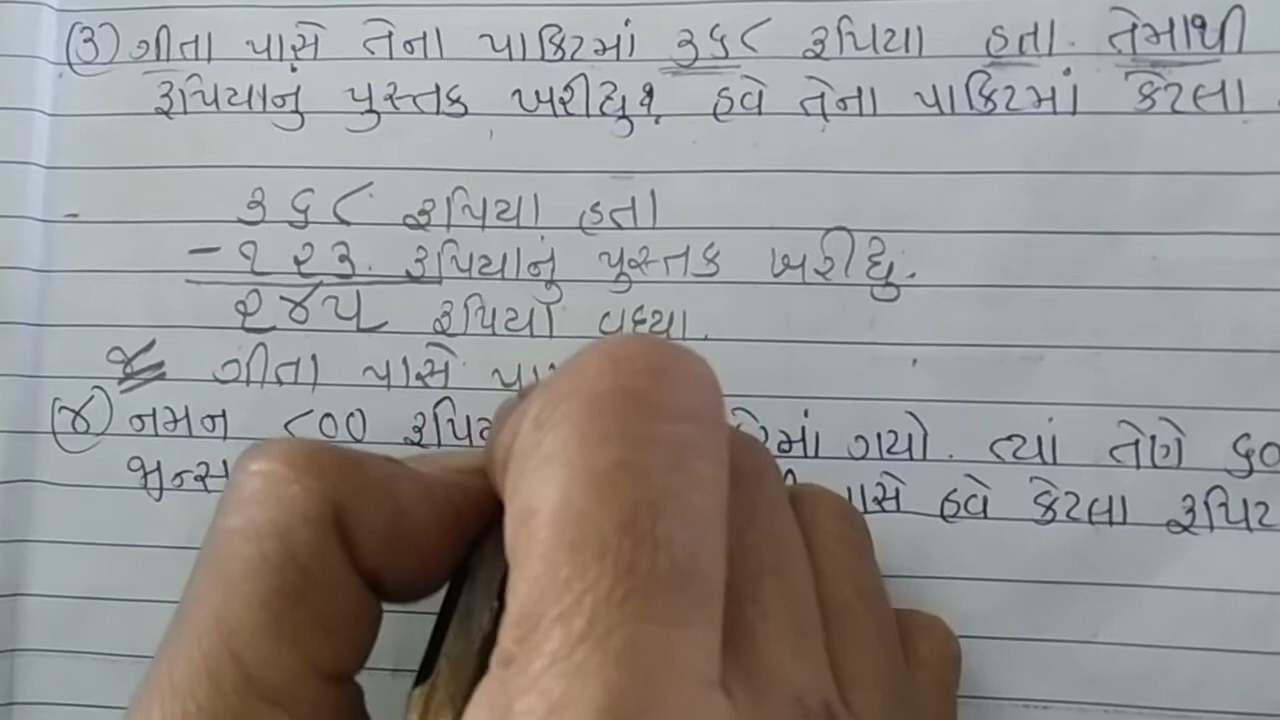 (૩) ગીતા પાસે તેના પાકિટમાં ૩૬૮ રૂપિયા હતા. તેમાથી
રૂપિયાનુ પુસ્તક ખરીધુ હવે તેના પાકિટમાં કેટલા
૩૬૮ રૂપિયા હતા
- ૧૨૩. રૂપિયાનું પુસ્તક ખરીધુ.
૨૪૫ રૂપિયા વધ્યા.
ગીતા પાસે
(૪) નમન ૮૦૦ ગયો. ત્યાં તેણે ૬૦
પાસે હવે કેટલા